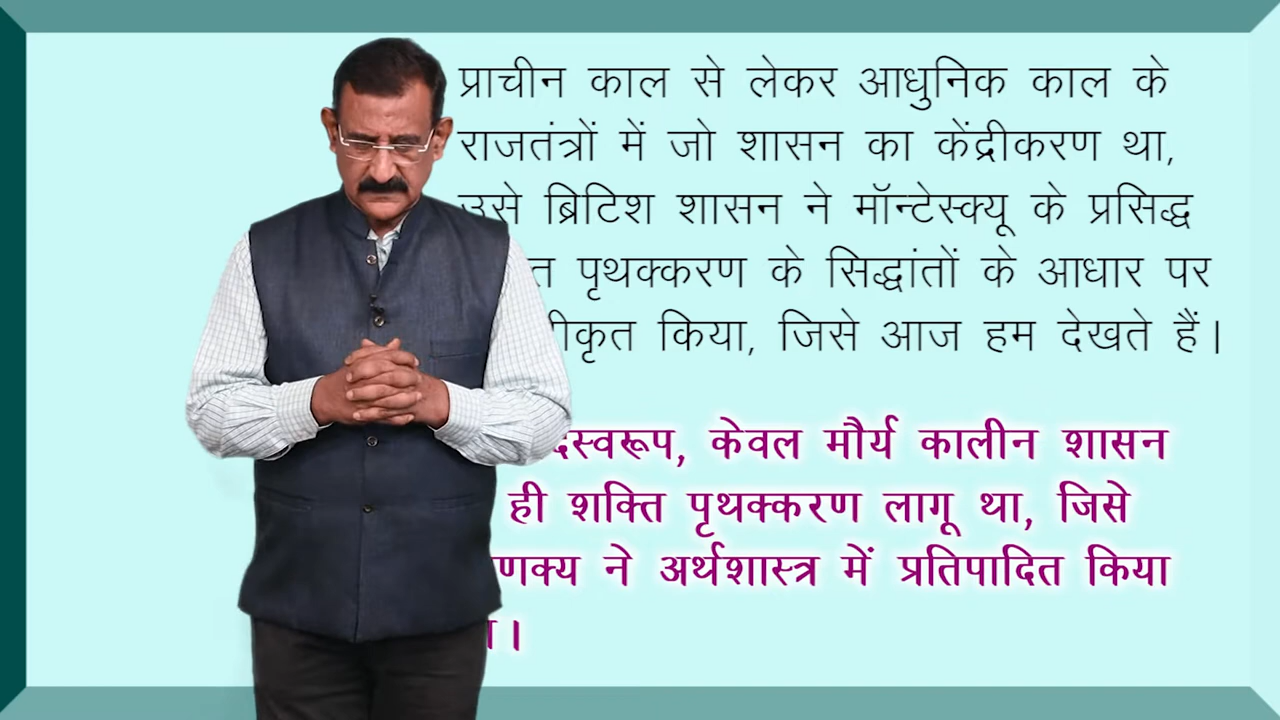 प्राचीन काल से लेकर आधुनिक काल के
राजतंत्रों में जो शासन का केंद्रीकरण था,
उसे ब्रिटिश शासन ने मॉन्टेस्क्यू के प्रसिद्ध
पृथक्करण के सिद्धांतों के आधार पर
किया, जिसे आज हम देखते हैं।
केवल मौर्य कालीन शासन
ही शक्ति पृथक्करण लागू था, जिसे
ने अर्थशास्त्र में प्रतिपादित किया